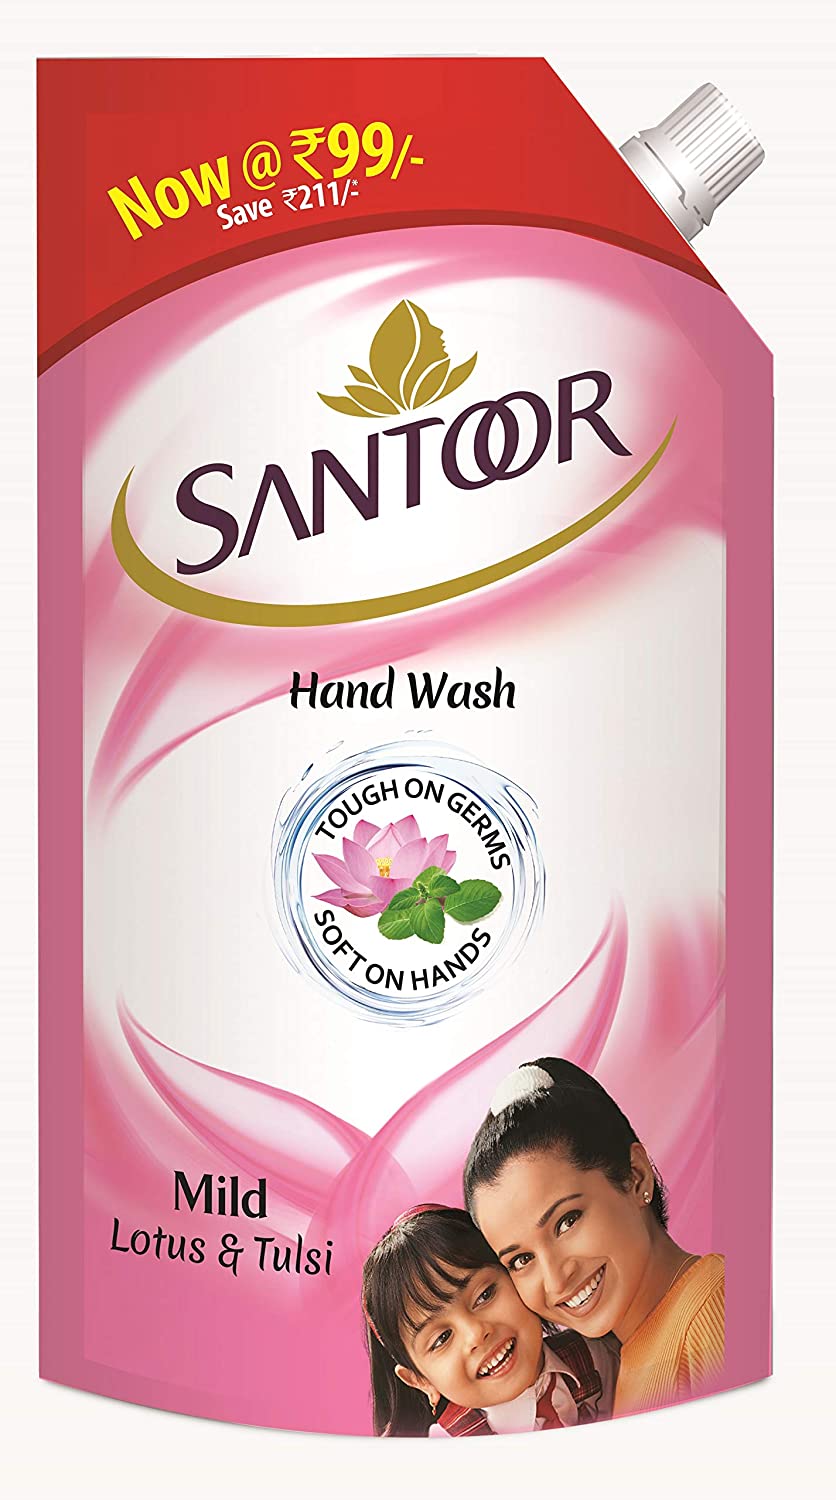 Now @ ₹99/-
Save ₹211/-*
SANTOOR
Hand Wash
TOUGH ON GERMS
SOFT ON HANDS
Mild
Lotus & Tulsi